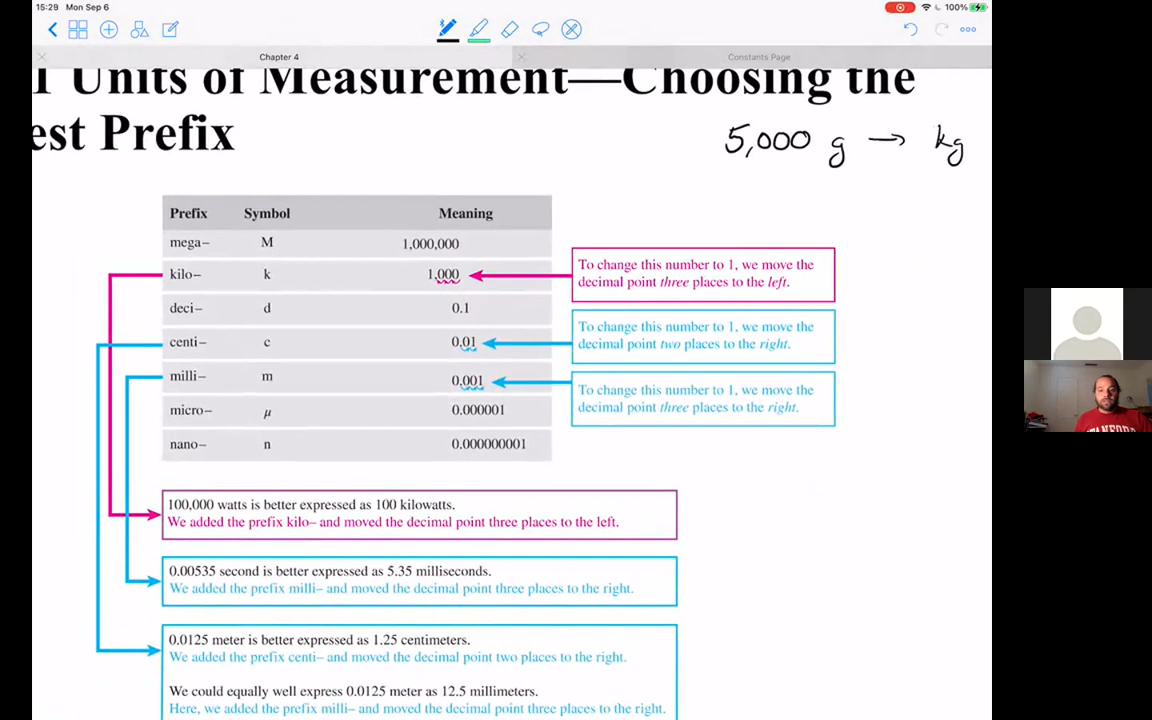 15:29 Mon Sep 6
100%
Chapter 4
Constants Page
1 Units of Measurement—Choosing the
est Prefix
5,000 g → kg
Prefix Symbol Meaning
mega– M 1,000,000
kilo– k 1,000
deci– d 0.1
centi– c 0.01
milli– m 0.001
micro– μ 0.000001
nano– n 0.000000001
To change this number to 1, we move the
decimal point three places to the left.
To change this number to 1, we move the
decimal point two places to the right.
To change this number to 1, we move the
decimal point three places to the right.
100,000 watts is better expressed as 100 kilowatts.
We added the prefix kilo– and moved the decimal point three places to the left.
0.00535 second is better expressed as 5.35 milliseconds.
We added the prefix milli– and moved the decimal point three places to the right.
0.0125 meter is better expressed as 1.25 centimeters.
We added the prefix centi– and moved the decimal point two places to the right.
We could equally well express 0.0125 meter as 12.5 millimeters.
Here, we added the prefix milli– and moved the decimal point three places to the right.
STANFORD